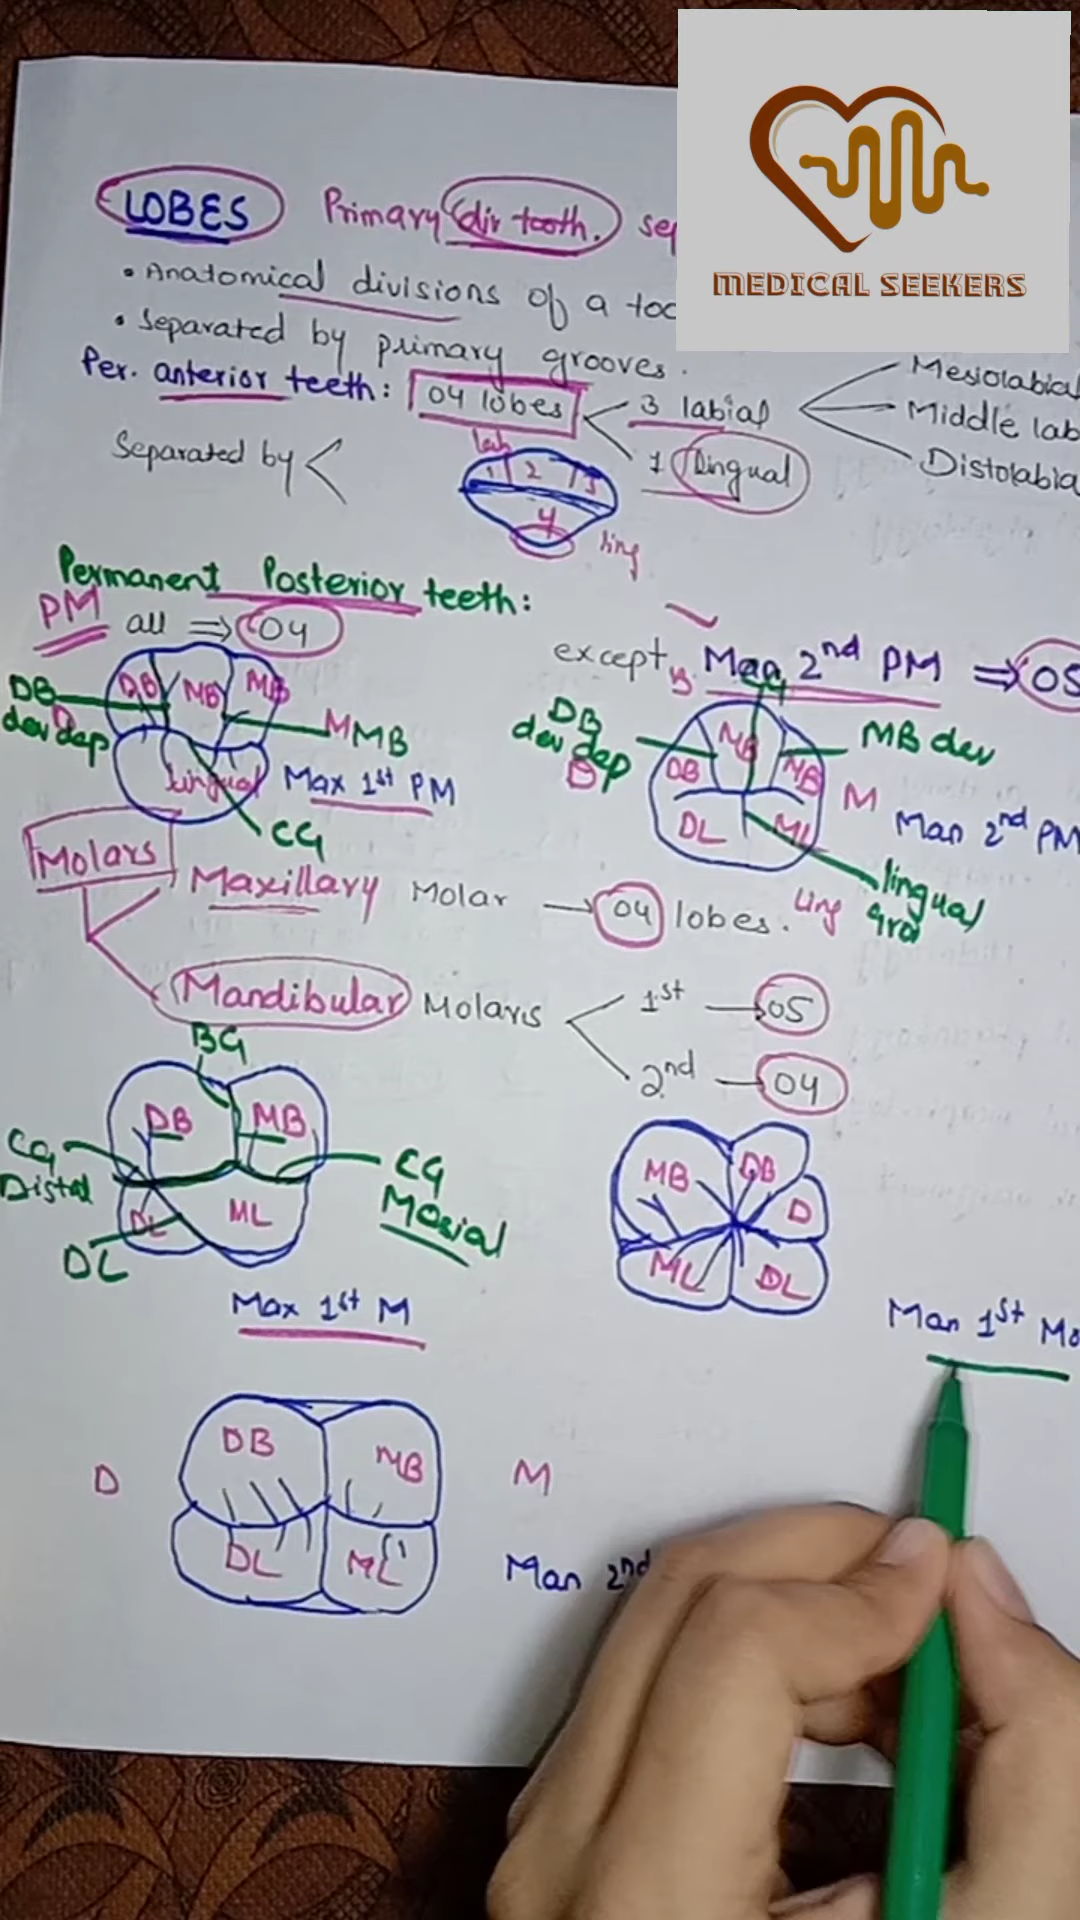 MEDICAL SEEKERS
LOBES Primary div tooth.
• Anatomical divisions of a
• Separated by primary grooves.
Per. anterior teeth: 04 lobes
3 labial
1 lingual
Mesiolabial
Middle lab
Distolabia
Separated by
lab
1 2 3
4
ling
Permanent Posterior teeth:
PM all ⇒ 04
except Man 2nd PM ⇒ 05
DB MB MB
DB
dev dep
MMB
Lingual
Max 1st PM
CG
B
DB
dev dep
D
MB dev
DB MB MB
M
DL ML
Man 2nd PM
lingual
Ling
Molars
Maxillary Molar → 04 lobes.
Mandibular Molars
1st → 05
2nd → 04
BG
DB MB
CG
Distal
CG
Mesial
DL ML
DL
Max 1st M
MB DB
D
ML DL
Man 1st Mo
DB MB
D M
DL ML
Man 2nd